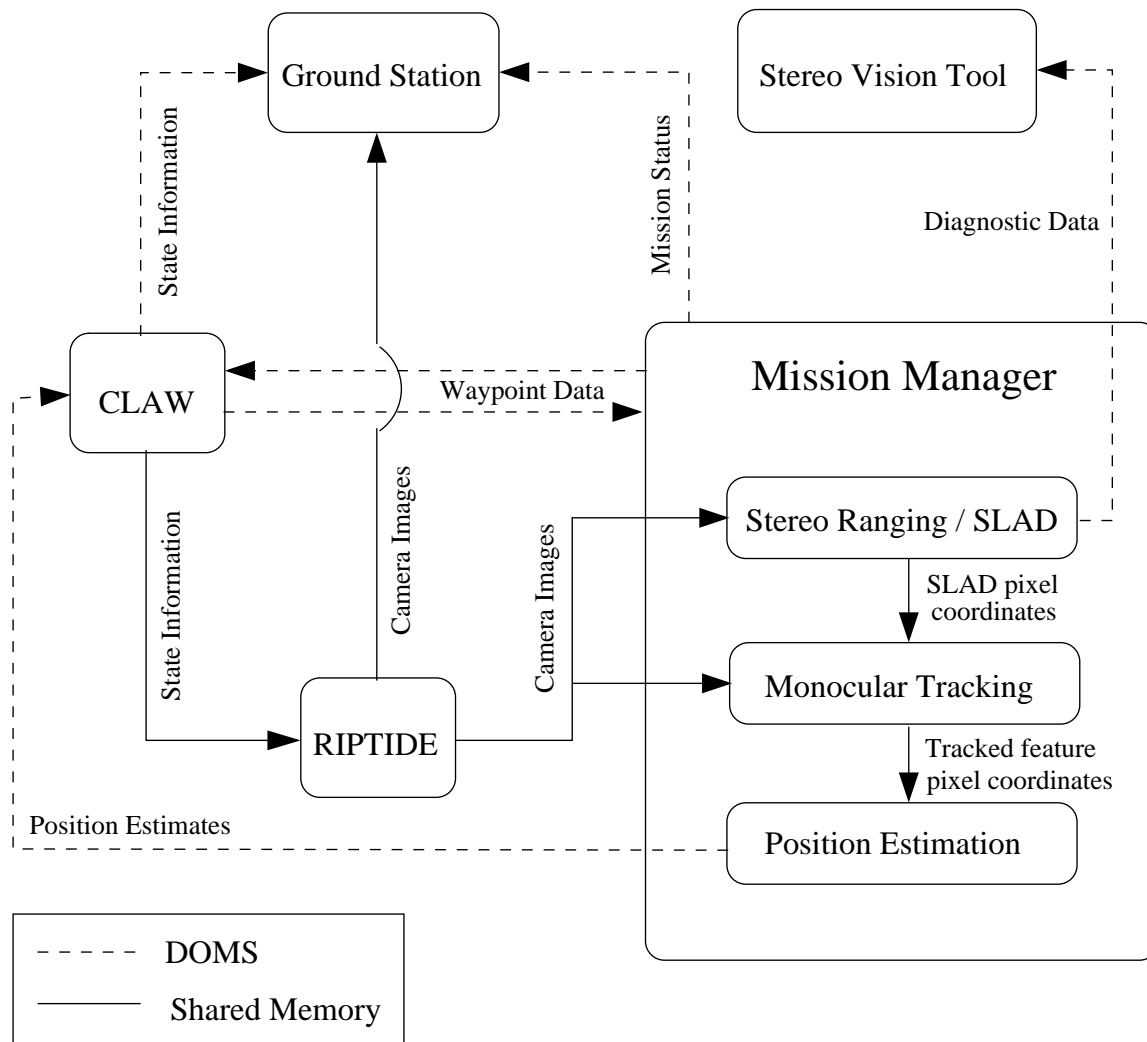 Ground Station
Stereo Vision Tool
State Information
Mission Status
Diagnostic Data
CLAW
Waypoint Data
Mission Manager
State Information
Camera Images
Camera Images
Stereo Ranging / SLAD
SLAD pixel
coordinates
Monocular Tracking
RIPTIDE
Tracked feature
pixel coordinates
Position Estimates
Position Estimation
DOMS
Shared Memory